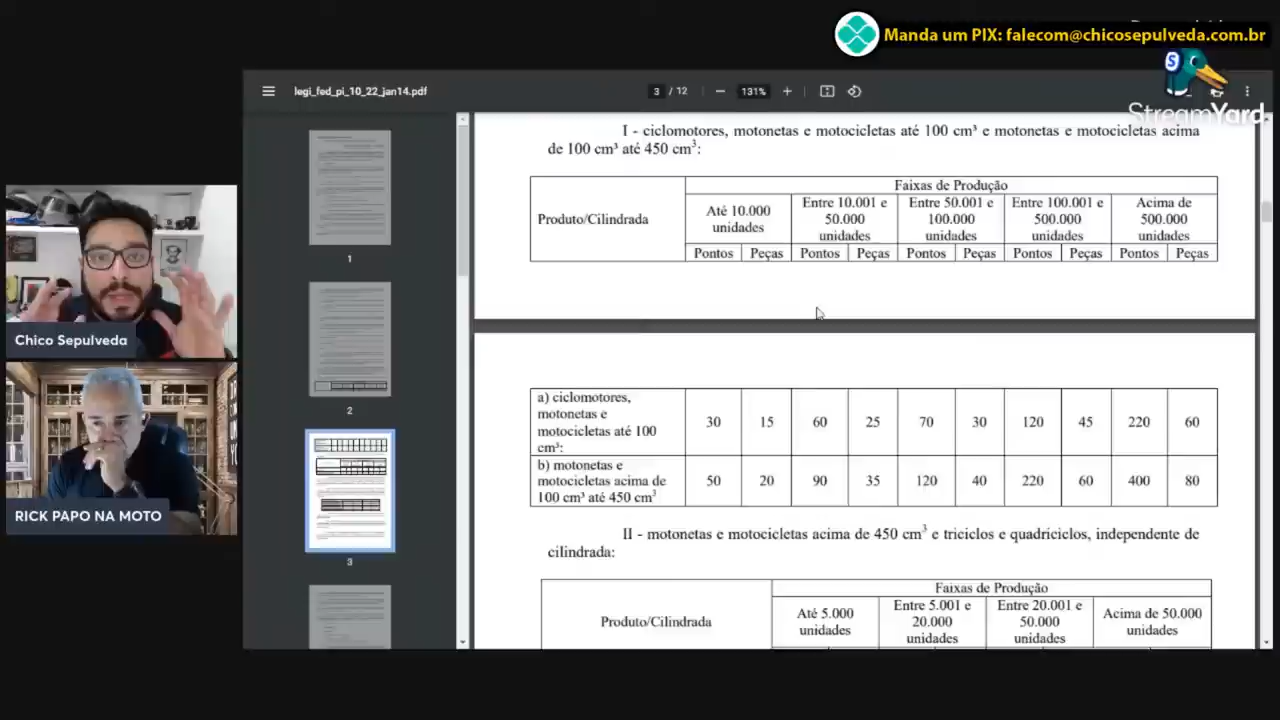 Manda um PIX: falecom@chicosepulveda.com.br
StreamYard
legi_fed_pi_10_22_jan14.pdf
3 / 12
131%
1
2
3
Chico Sepulveda
RICK PAPO NA MOTO
I - ciclomotores, motonetas e motocicletas até 100 cm³ e motonetas e motocicletas acima
de 100 cm³ até 450 cm³:
Produto/Cilindrada
Faixas de Produção
Até 10.000 unidades
Entre 10.001 e 50.000 unidades
Entre 50.001 e 100.000 unidades
Entre 100.001 e 500.000 unidades
Acima de 500.000 unidades
Pontos Peças Pontos Peças Pontos Peças Pontos Peças Pontos Peças
a) ciclomotores, motonetas e motocicletas até 100 cm³: 30 15 60 25 70 30 120 45 220 60
b) motonetas e motocicletas acima de 100 cm³ até 450 cm³ 50 20 90 35 120 40 220 60 400 80
II - motonetas e motocicletas acima de 450 cm³ e triciclos e quadriciclos, independente de
cilindrada:
Produto/Cilindrada
Faixas de Produção
Até 5.000 unidades
Entre 5.001 e 20.000 unidades
Entre 20.001 e 50.000 unidades
Acima de 50.000 unidades